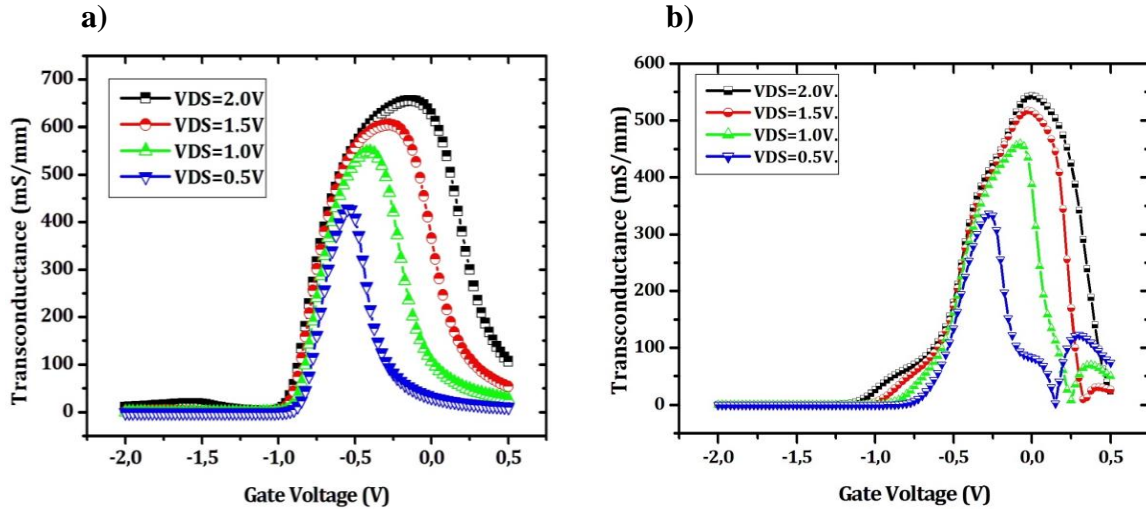 a)
Transconductance (mS/mm)
700
600
500
400
300
200
100
0
VDS=2.0V
VDS=1.5V
VDS=1.0V
VDS=0.5V
-2,0 -1,5 -1,0 -0,5 0,0 0,5
Gate Voltage (V)
b)
Transconductance (mS/mm)
600
500
400
300
200
100
0
VDS=2.0V.
VDS=1.5V.
VDS=1.0V.
VDS=0.5V.
-2,0 -1,5 -1,0 -0,5 0,0 0,5
Gate Voltage (V)